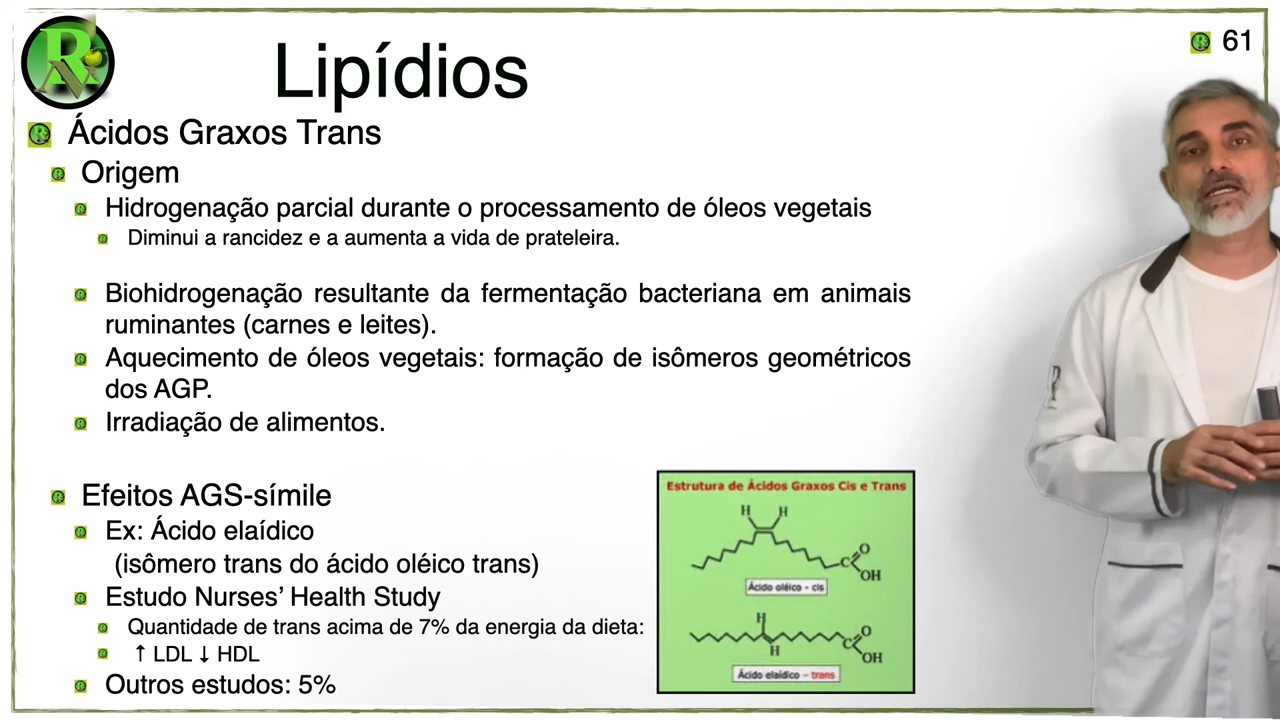 61
Lipídios
Ácidos Graxos Trans
Origem
Hidrogenação parcial durante o processamento de óleos vegetais
Diminui a rancidez e a aumenta a vida de prateleira.
Biohidrogenação resultante da fermentação bacteriana em animais
ruminantes (carnes e leites).
Aquecimento de óleos vegetais: formação de isômeros geométricos
dos AGP.
Irradiação de alimentos.
Efeitos AGS-símile
Ex: Ácido elaídico
(isômero trans do ácido oléico trans)
Estudo Nurses’ Health Study
Quantidade de trans acima de 7% da energia da dieta:
↑ LDL ↓ HDL
Outros estudos: 5%
Estrutura de Ácidos Graxos Cis e Trans
H H
C O
OH
Ácido oléico - cis
H
H
C O
OH
Ácido elaídico – trans